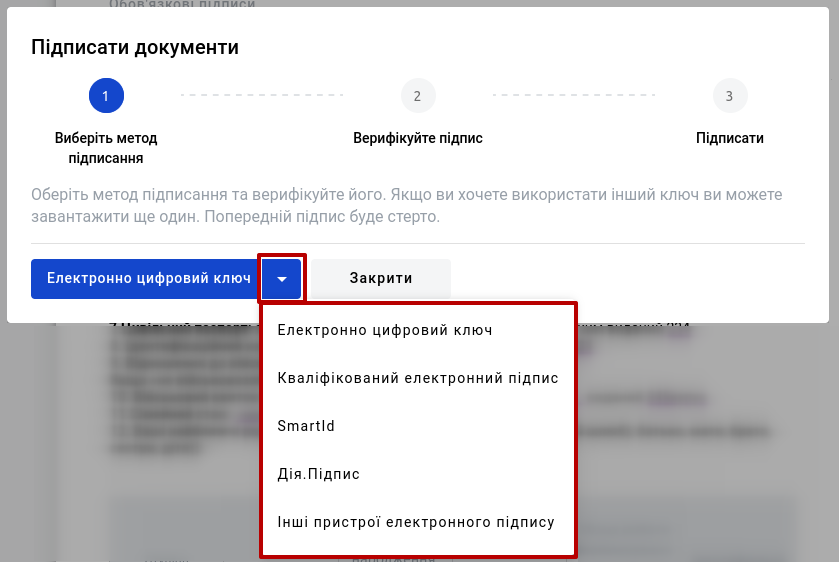 Обов'язкові підписи
Підписати документи
1
2
3
Виберіть метод
підписання
Верифікуйте підпис
Підписати
Оберіть метод підписання та верифікуйте його. Якщо ви хочете використати інший ключ ви можете
завантажити ще один. Попередній підпис буде стерто.
Електронно цифровий ключ
Закрити
Електронно цифровий ключ
Кваліфікований електронний підпис
SmartId
Дія.Підпис
Інші пристрої електронного підпису